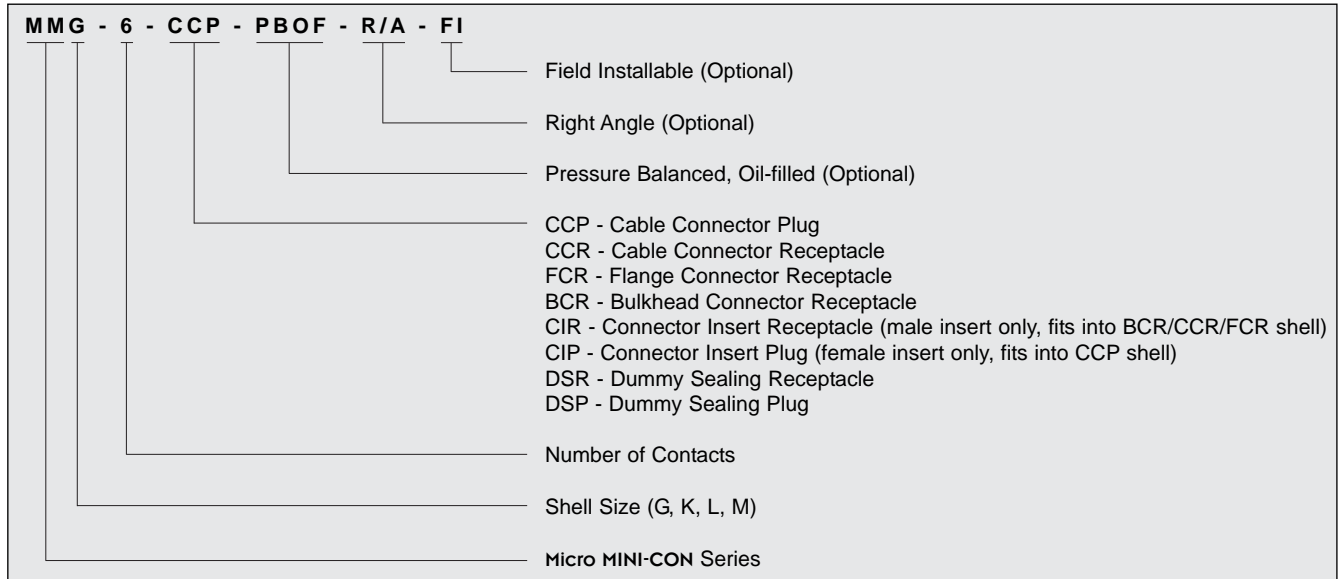 MMG - 6 - CCP - PBOF - R/A - FI
Field Installable (Optional)
Right Angle (Optional)
Pressure Balanced, Oil-filled (Optional)
CCP - Cable Connector Plug
CCR - Cable Connector Receptacle
FCR - Flange Connector Receptacle
BCR - Bulkhead Connector Receptacle
CIR - Connector Insert Receptacle (male insert only, fits into BCR/CCR/FCR shell)
CIP - Connector Insert Plug (female insert only, fits into CCP shell)
DSR - Dummy Sealing Receptacle
DSP - Dummy Sealing Plug
Number of Contacts
Shell Size (G, K, L, M)
Micro MINI-CON Series